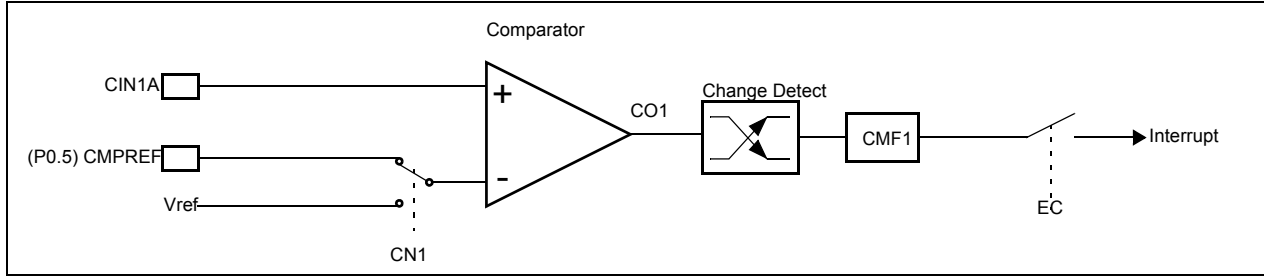 Comparator
CIN1A
+
CO1
Change Detect
CMF1
Interrupt
(P0.5) CMPREF
-
Vref
EC
CN1